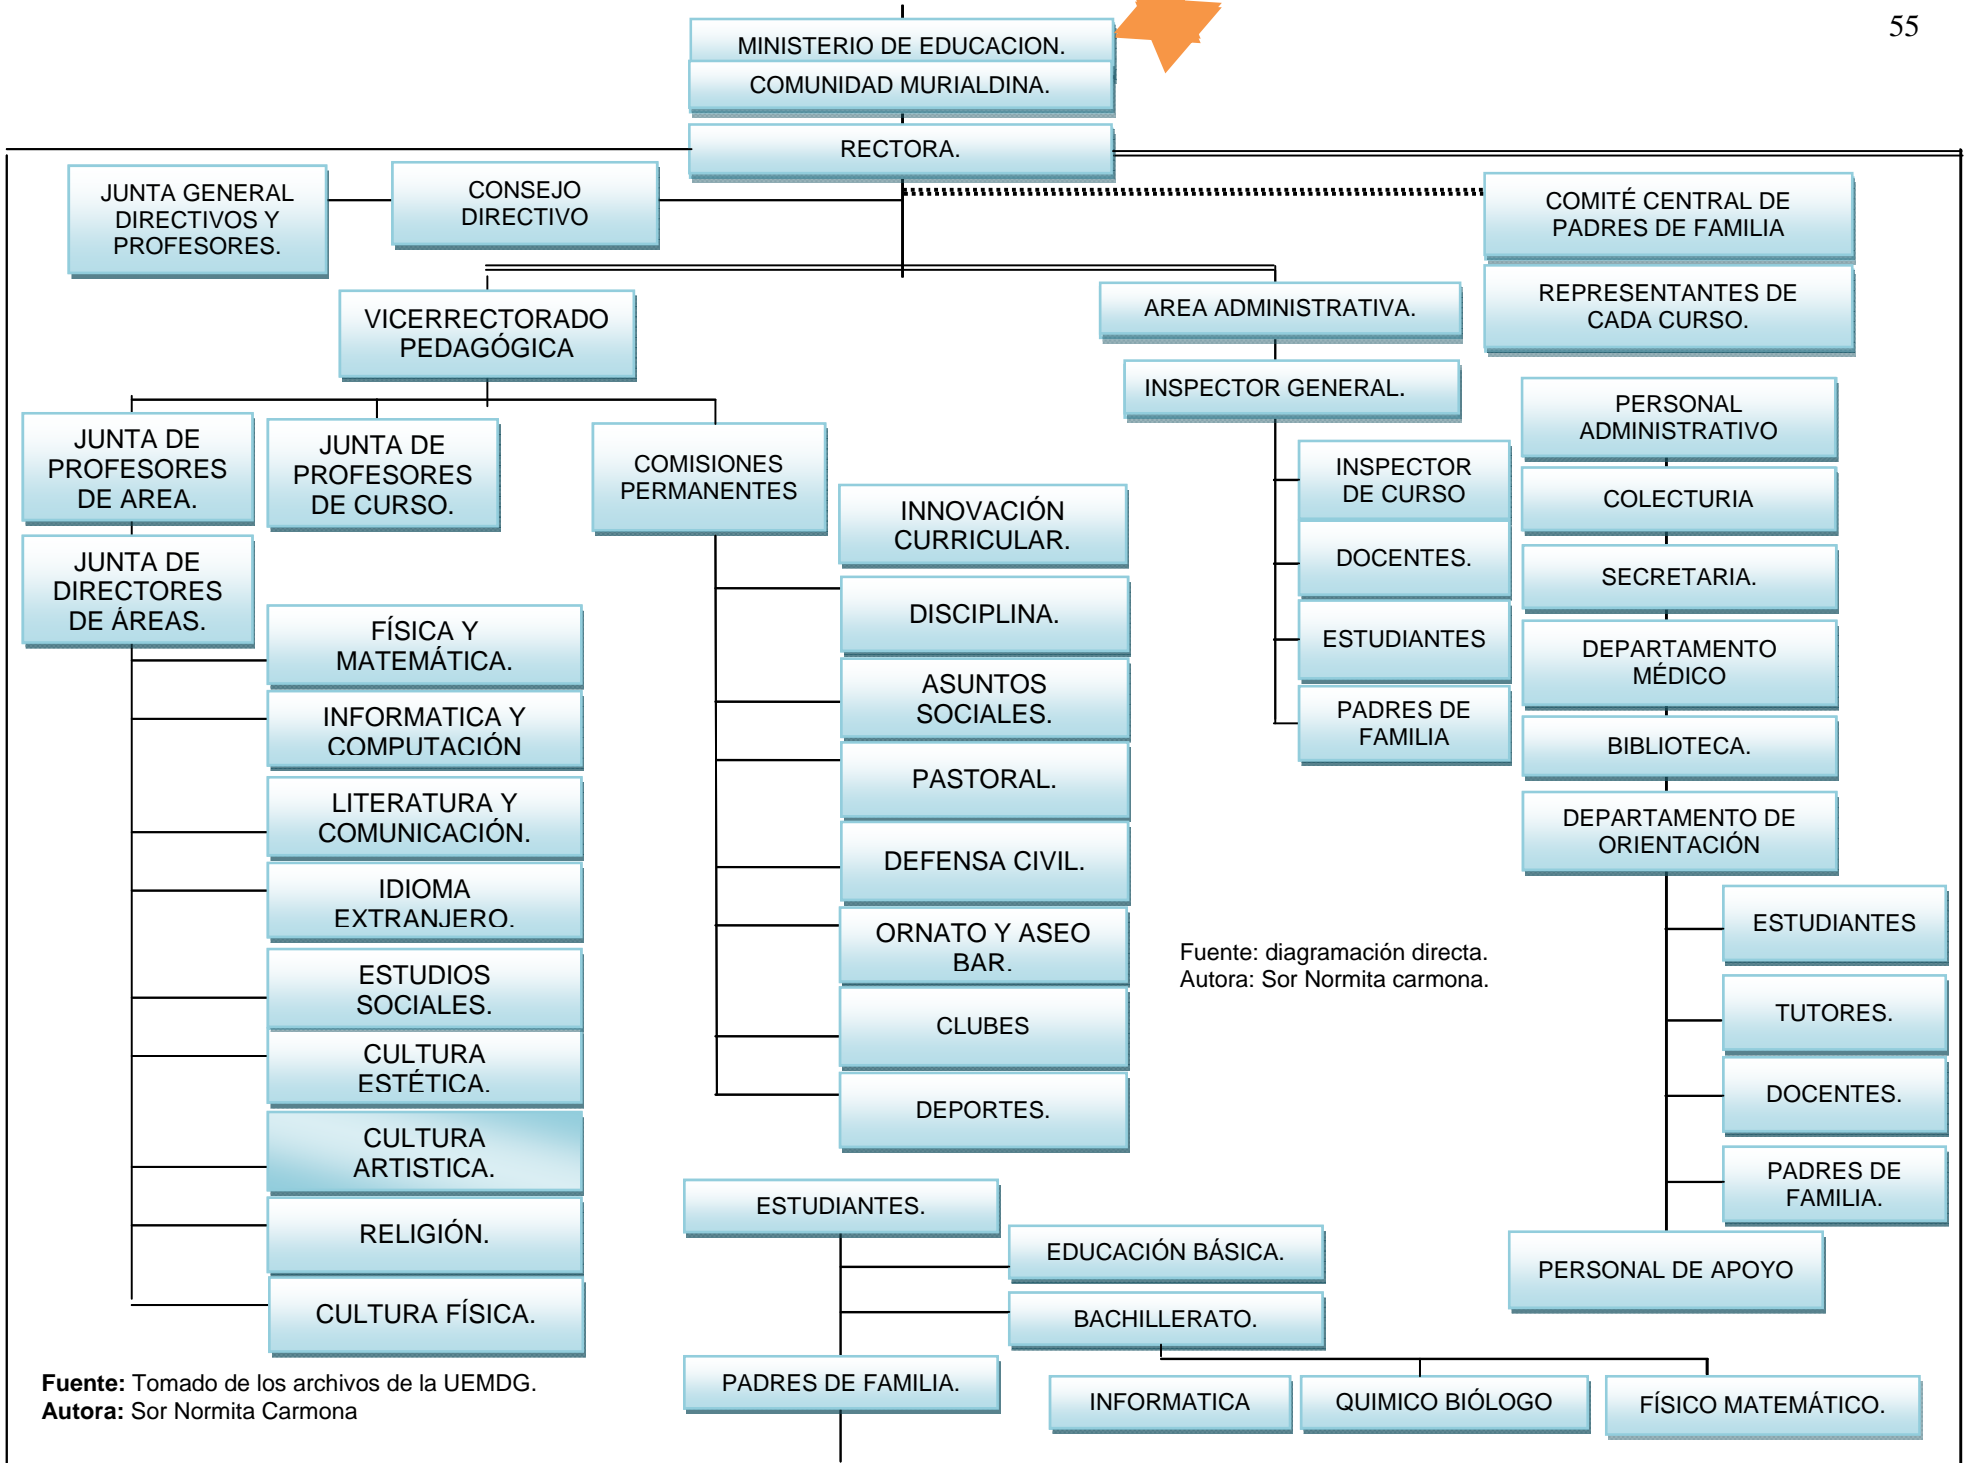 55
MINISTERIO DE EDUCACION.
COMUNIDAD MURIALDINA.
RECTORA.
JUNTA GENERAL
DIRECTIVOS Y
PROFESORES.
CONSEJO
DIRECTIVO
COMITÉ CENTRAL DE
PADRES DE FAMILIA
REPRESENTANTES DE
CADA CURSO.
VICERRECTORADO
PEDAGÓGICA
AREA ADMINISTRATIVA.
INSPECTOR GENERAL.
JUNTA DE
PROFESORES
DE AREA.
JUNTA DE
PROFESORES
DE CURSO.
COMISIONES
PERMANENTES
JUNTA DE
DIRECTORES
DE ÁREAS.
FÍSICA Y
MATEMÁTICA.
INFORMATICA Y
COMPUTACIÓN
LITERATURA Y
COMUNICACIÓN.
IDIOMA
EXTRANJERO.
ESTUDIOS
SOCIALES.
CULTURA
ESTÉTICA.
CULTURA
ARTISTICA.
RELIGIÓN.
CULTURA FÍSICA.
INNOVACIÓN
CURRICULAR.
DISCIPLINA.
ASUNTOS
SOCIALES.
PASTORAL.
DEFENSA CIVIL.
ORNATO Y ASEO
BAR.
CLUBES
DEPORTES.
INSPECTOR
DE CURSO
DOCENTES.
ESTUDIANTES
PADRES DE
FAMILIA
PERSONAL
ADMINISTRATIVO
COLECTURIA
SECRETARIA.
DEPARTAMENTO
MÉDICO
BIBLIOTECA.
DEPARTAMENTO DE
ORIENTACIÓN
ESTUDIANTES
TUTORES.
DOCENTES.
PADRES DE
FAMILIA.
PERSONAL DE APOYO
Fuente: diagramación directa.
Autora: Sor Normita carmona.
ESTUDIANTES.
EDUCACIÓN BÁSICA.
BACHILLERATO.
PADRES DE FAMILIA.
INFORMATICA
QUIMICO BIÓLOGO
FÍSICO MATEMÁTICO.
Fuente: Tomado de los archivos de la UEMDG.
Autora: Sor Normita Carmona